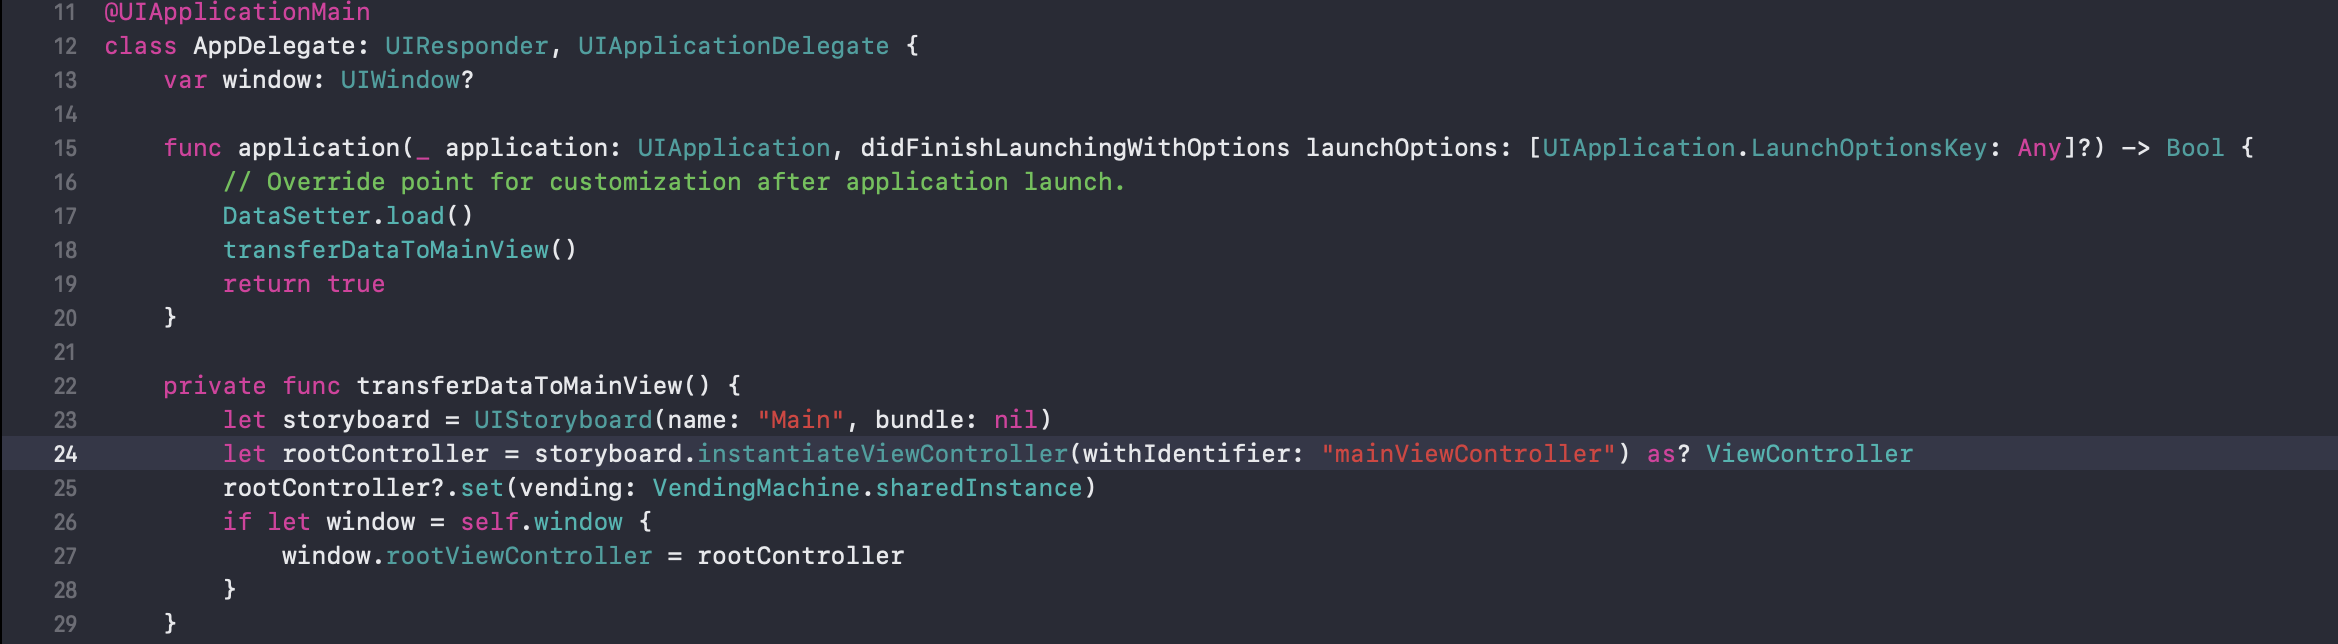 11 @UIApplicationMain
12 class AppDelegate: UIResponder, UIApplicationDelegate {
13     var window: UIWindow?
14
15     func application(_ application: UIApplication, didFinishLaunchingWithOptions launchOptions: [UIApplication.LaunchOptionsKey: Any]?) -> Bool {
16         // Override point for customization after application launch.
17         DataSetter.load()
18         transferDataToMainView()
19         return true
20     }
21
22     private func transferDataToMainView() {
23         let storyboard = UIStoryboard(name: "Main", bundle: nil)
24         let rootController = storyboard.instantiateViewController(withIdentifier: "mainViewController") as? ViewController
25         rootController?.set(vending: VendingMachine.sharedInstance)
26         if let window = self.window {
27             window.rootViewController = rootController
28         }
29     }